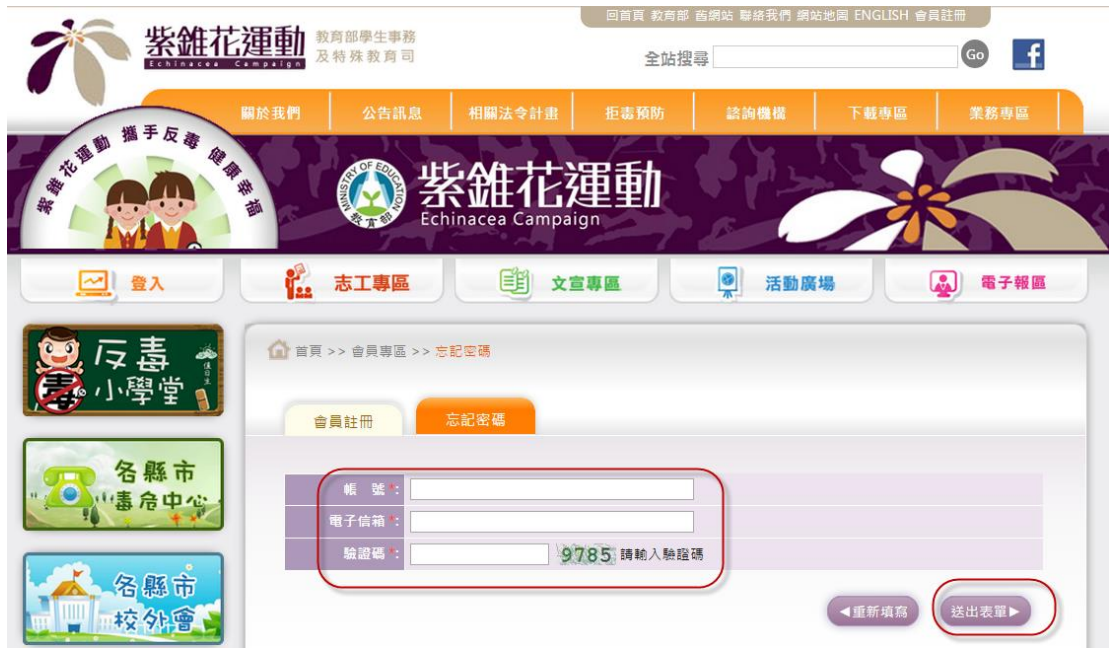 回首頁 教育部 舊網站 聯絡我們 網站地圖 ENGLISH 會員註冊
紫錐花運動
Echinacea Campaign
教育部學生事務
及特殊教育司
全站搜尋
Go
f
關於我們 公告訊息 相關法令計畫 拒毒預防 諮詢機構 下載專區 業務專區
紫錐花運動 攜手反毒 健康幸福
MINISTRY OF EDUCATION
教育部
紫錐花運動
Echinacea Campaign
登入 志工專區 文宣專區 活動廣場 電子報區
反毒
小學堂
值日生
毒
各縣市
毒危中心
各縣市
校外會
首頁 >> 會員專區 >> 忘記密碼
會員註冊 忘記密碼
帳 號*:
電子信箱*:
驗證碼*: 9785 請輸入驗證碼
◀重新填寫 送出表單▶